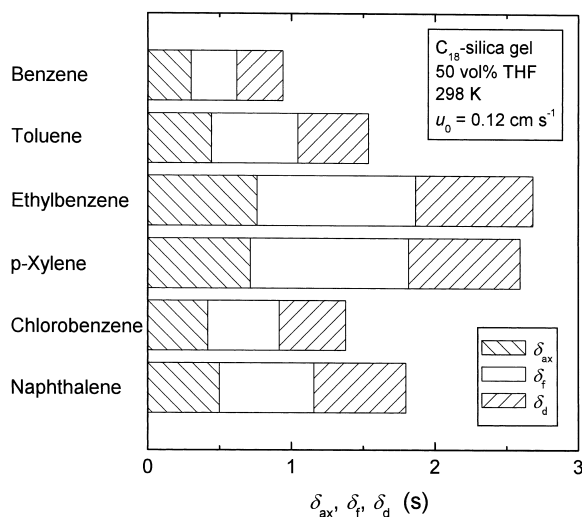 C18-silica gel
50 vol% THF
298 K
u0 = 0.12 cm s-1
Benzene
Toluene
Ethylbenzene
p-Xylene
Chlorobenzene
Naphthalene
δax
δf
δd
0 1 2 3
δax, δf, δd (s)